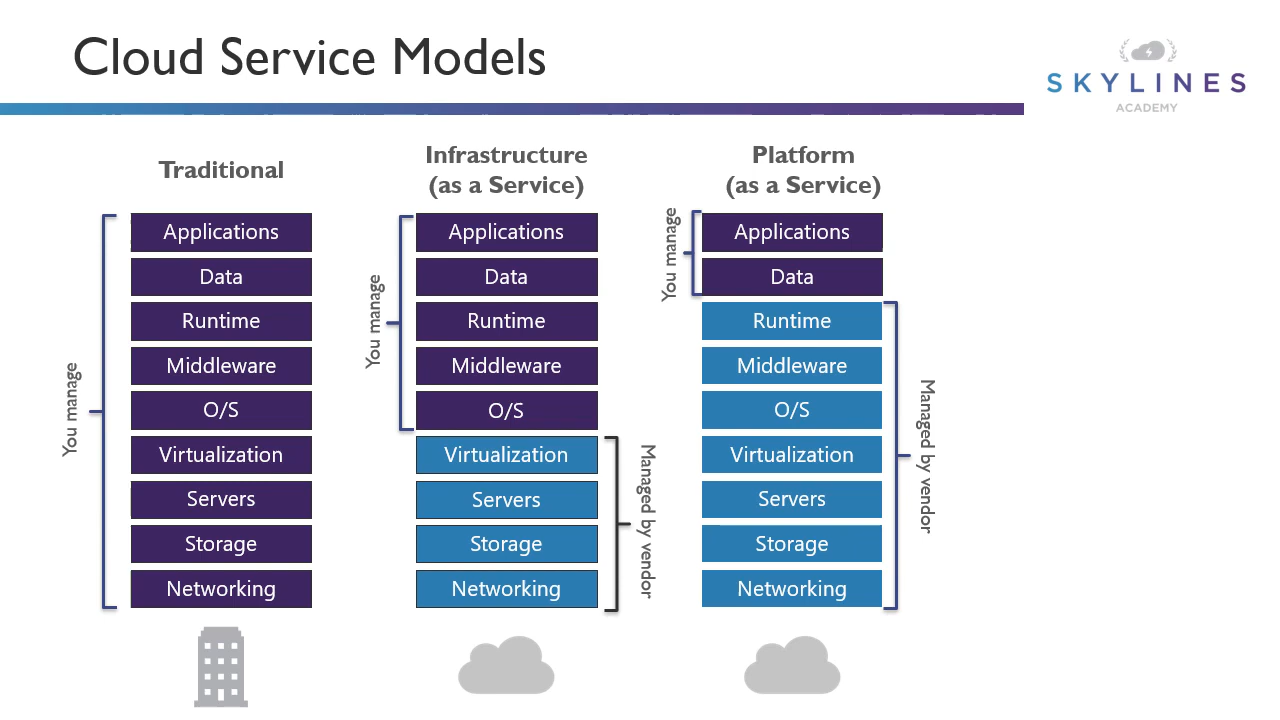 Cloud Service Models
SKYLINES
ACADEMY
Traditional
You manage
Applications
Data
Runtime
Middleware
O/S
Virtualization
Servers
Storage
Networking
Infrastructure
(as a Service)
You manage
Applications
Data
Runtime
Middleware
O/S
Virtualization
Servers
Storage
Networking
Managed by vendor
Platform
(as a Service)
You manage
Applications
Data
Runtime
Middleware
O/S
Virtualization
Servers
Storage
Networking
Managed by vendor